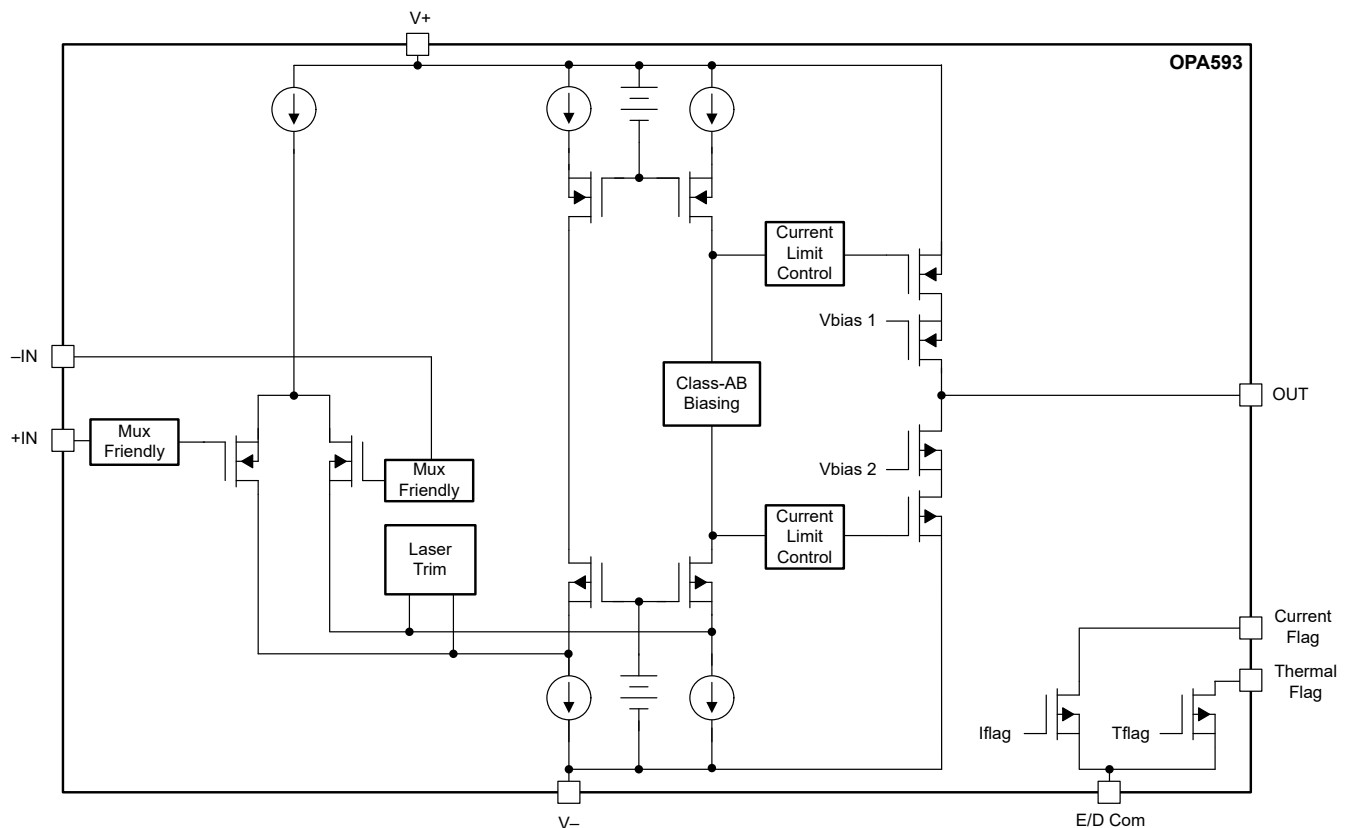 V+
OPA593
Current
Limit
Control
Vbias 1
–IN
Class-AB
Biasing
OUT
+IN
Mux
Friendly
Mux
Friendly
Vbias 2
Current
Limit
Control
Laser
Trim
Current
Flag
Thermal
Flag
Iflag
Tflag
V–
E/D Com